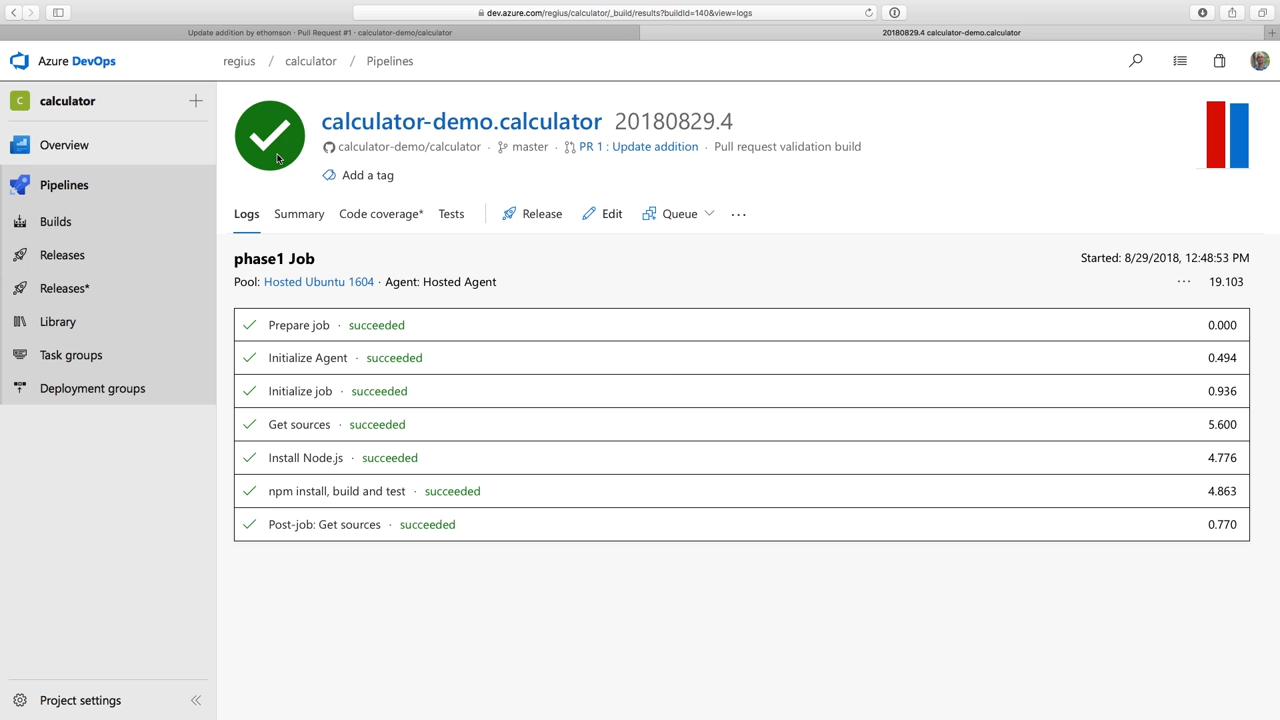 dev.azure.com/regius/calculator/_build/results?buildId=140&view=logs
Update addition by ethomson · Pull Request #1 · calculator-demo/calculator
20180829.4 calculator-demo.calculator
Azure DevOps
regius / calculator / Pipelines
C calculator
Overview
Pipelines
Builds
Releases
Releases*
Library
Task groups
Deployment groups
Project settings
calculator-demo.calculator 20180829.4
calculator-demo/calculator · master · PR 1 : Update addition · Pull request validation build
Add a tag
Logs Summary Code coverage* Tests Release Edit Queue ...
phase1 Job
Started: 8/29/2018, 12:48:53 PM
Pool: Hosted Ubuntu 1604 · Agent: Hosted Agent
... 19.103
Prepare job · succeeded 0.000
Initialize Agent · succeeded 0.494
Initialize job · succeeded 0.936
Get sources · succeeded 5.600
Install Node.js · succeeded 4.776
npm install, build and test · succeeded 4.863
Post-job: Get sources · succeeded 0.770